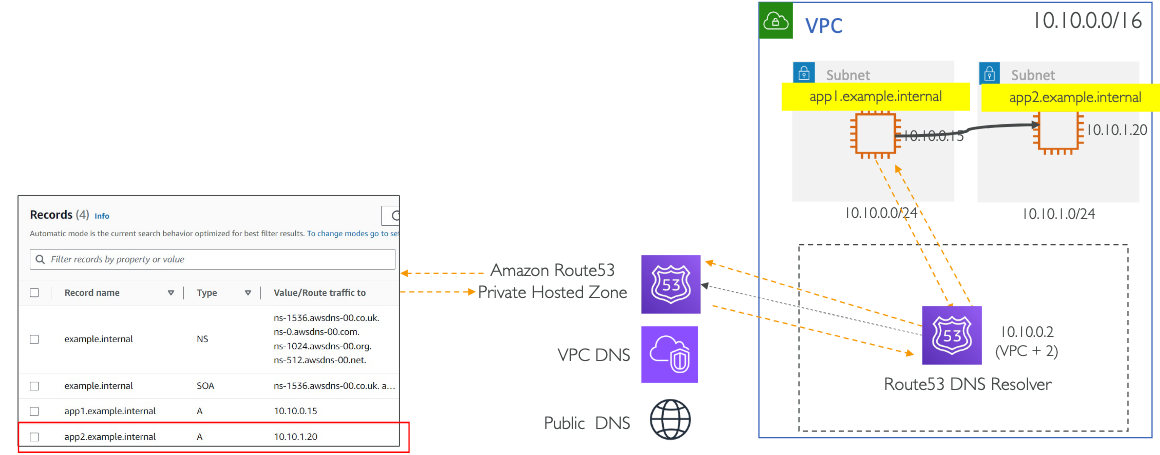 VPC
10.10.0.0/16
Subnet
Subnet
app1.example.internal
app2.example.internal
10.10.0.15
10.10.1.20
10.10.0.0/24
10.10.1.0/24
Records (4) Info
Automatic mode is the current search behavior optimized for best filter results. To change modes go to set
Filter records by property or value
Record name Type Value/Route traffic to
example.internal NS ns-1536.awsdns-00.co.uk.
ns-0.awsdns-00.com.
ns-1024.awsdns-00.org.
ns-512.awsdns-00.net.
example.internal SOA ns-1536.awsdns-00.co.uk. a...
app1.example.internal A 10.10.0.15
app2.example.internal A 10.10.1.20
Amazon Route53
Private Hosted Zone
53
VPC DNS
Public DNS
53
10.10.0.2
(VPC + 2)
Route53 DNS Resolver